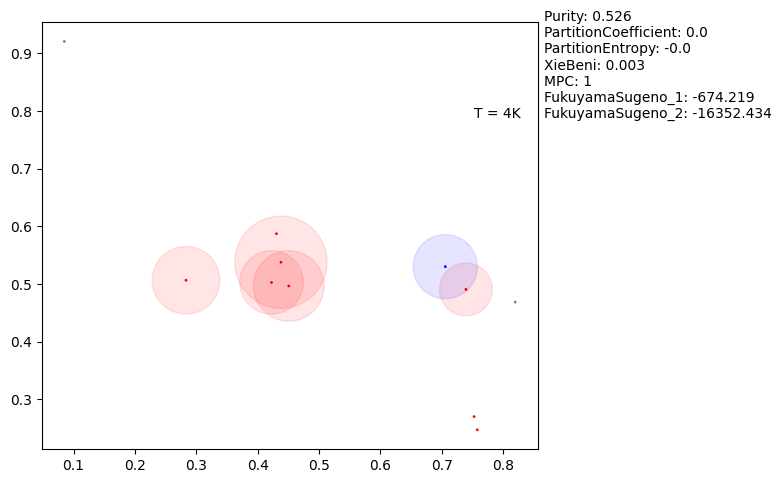 Purity: 0.526
PartitionCoefficient: 0.0
PartitionEntropy: -0.0
XieBeni: 0.003
MPC: 1
FukuyamaSugeno_1: -674.219
FukuyamaSugeno_2: -16352.434
T = 4K
0.9
0.8
0.7
0.6
0.5
0.4
0.3
0.1 0.2 0.3 0.4 0.5 0.6 0.7 0.8